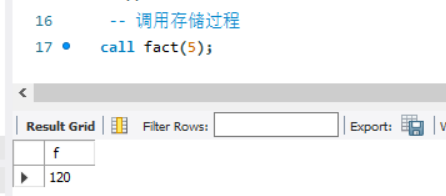 16 -- 调用存储过程
17 call fact(5);
Result Grid Filter Rows: Export:
f
120